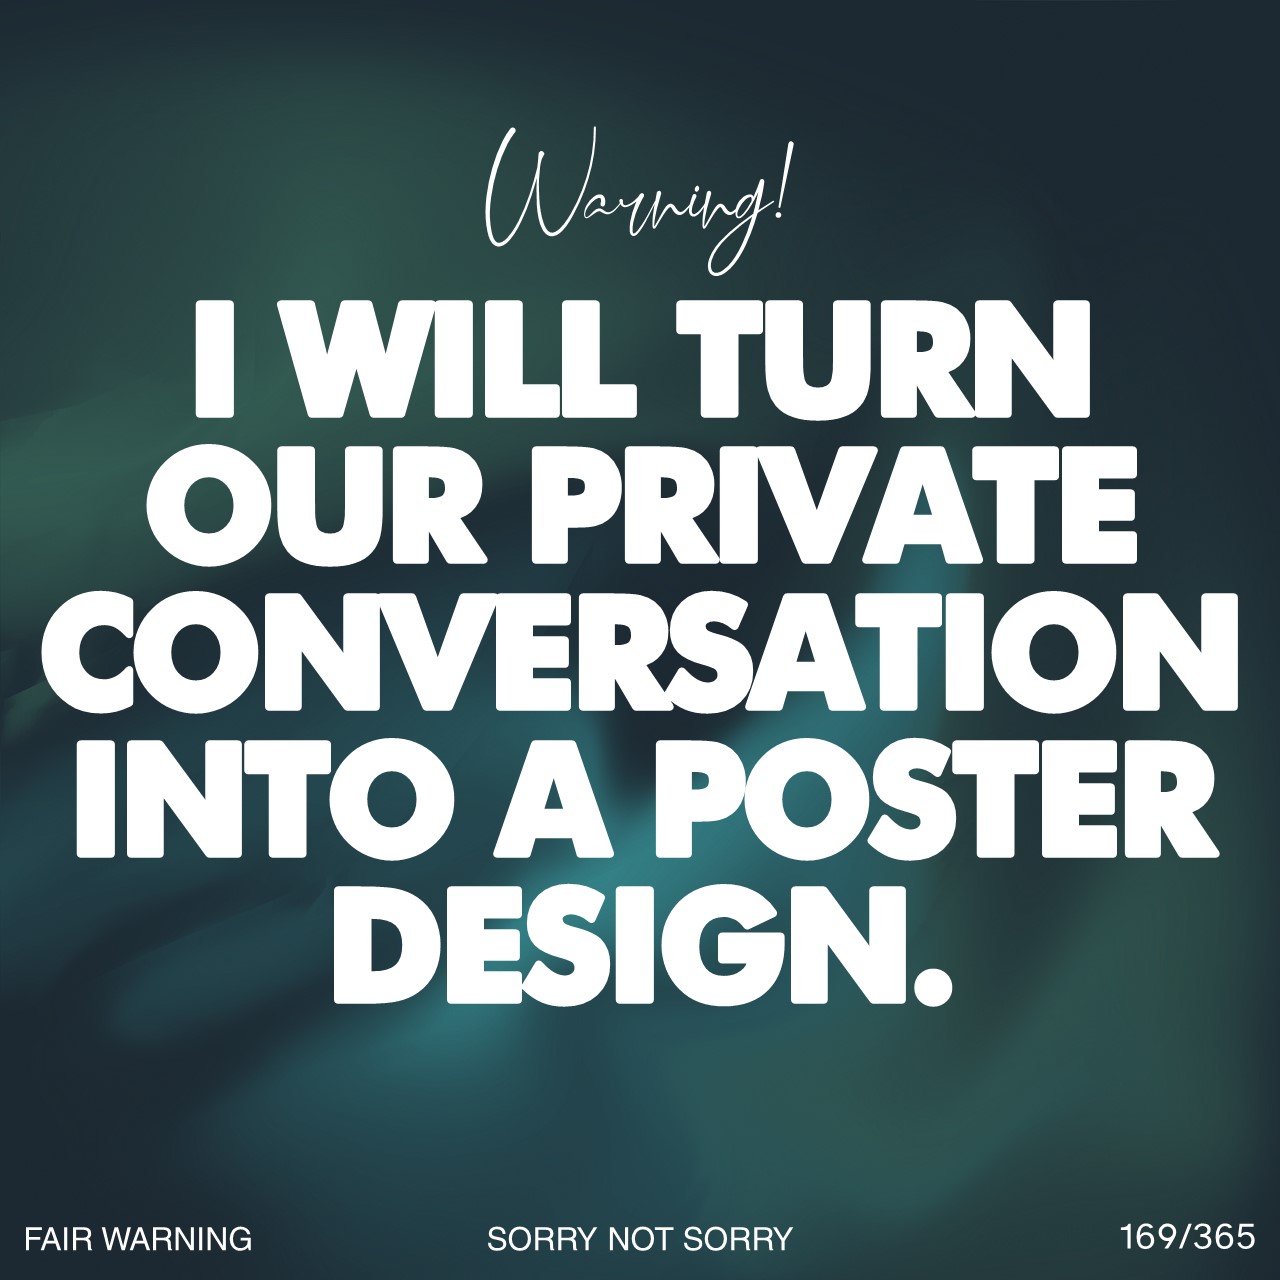 Warning!
I WILL TURN
OUR PRIVATE
CONVERSATION
INTO A POSTER
DESIGN.
FAIR WARNING
SORRY NOT SORRY
169/365